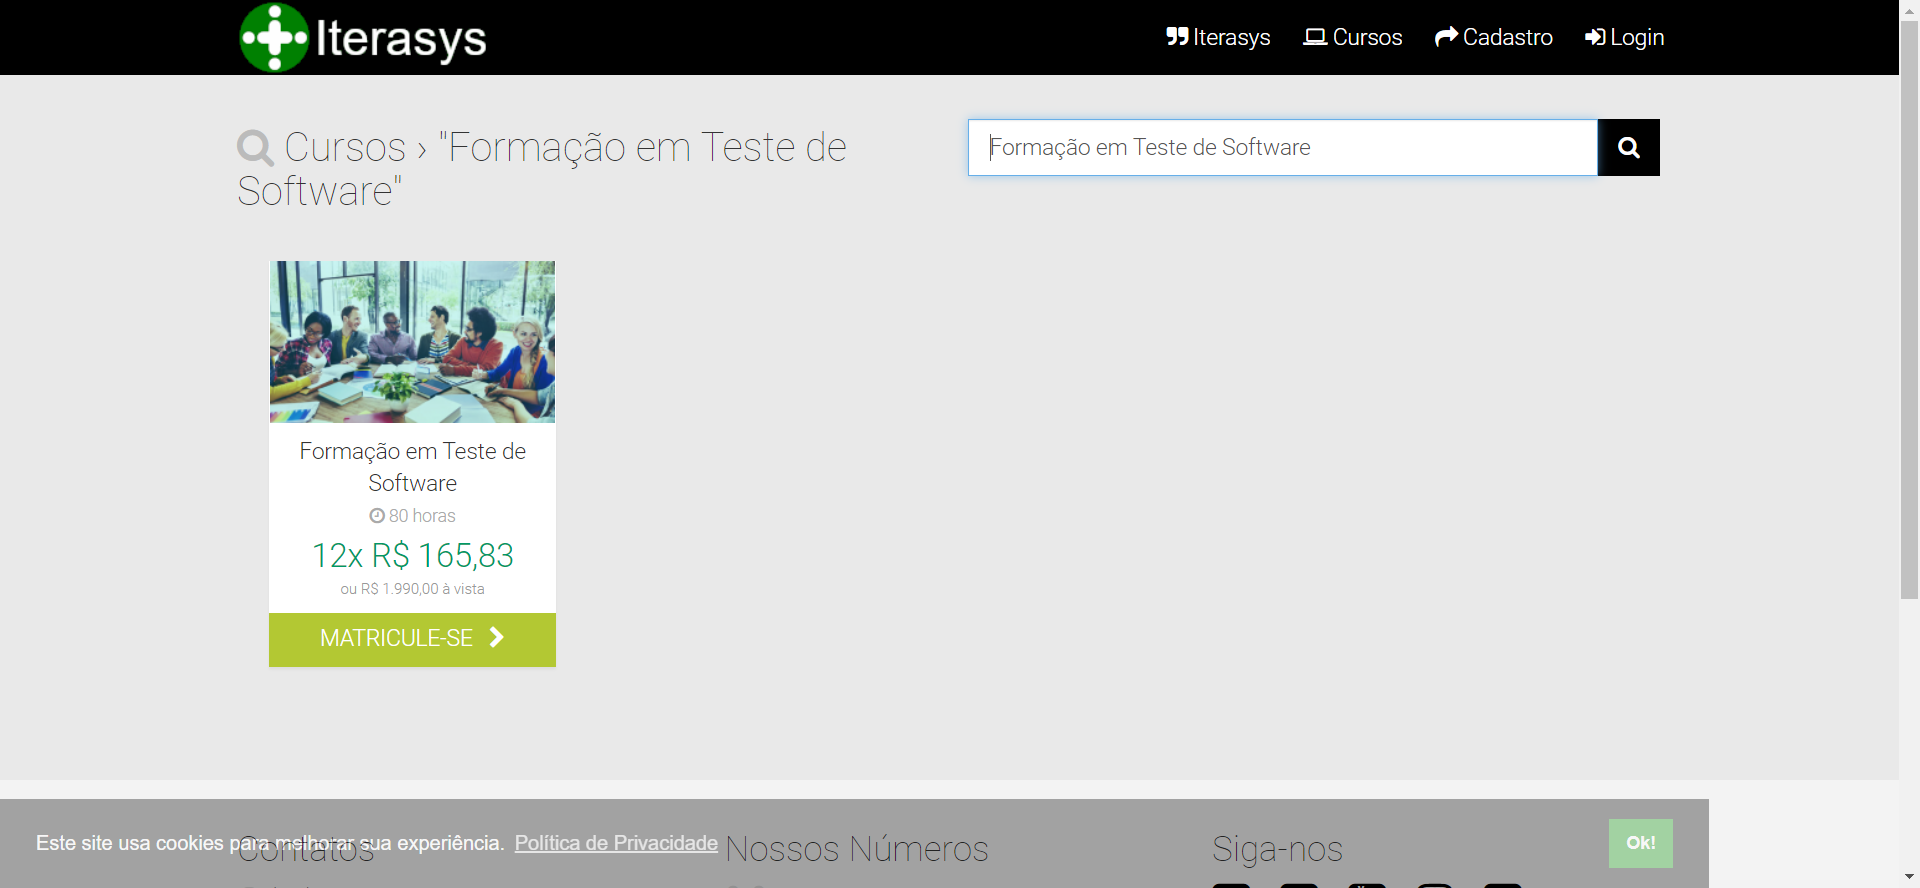 Iterasys
Iterasys
Cursos
Cadastro
Login
Cursos › "Formação em Teste de
Software"
Formação em Teste de Software
Formação em Teste de
Software
80 horas
12x R$ 165,83
ou R$ 1.990,00 à vista
MATRICULE-SE
Este site usa cookies para melhorar sua experiência. Política de Privacidade
Ok!
Contatos
Nossos Números
Siga-nos